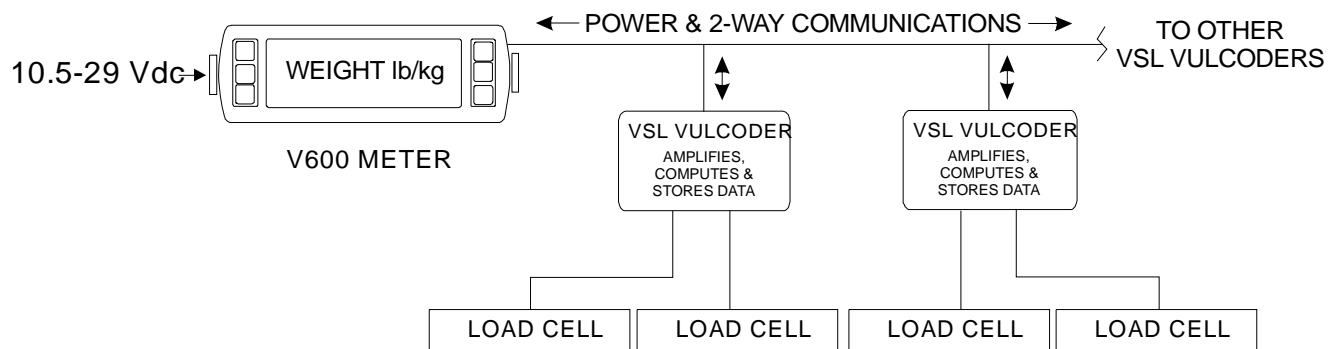 POWER & 2-WAY COMMUNICATIONS
TO OTHER
VSL VULCODERS
10.5-29 Vdc
WEIGHT lb/kg
V600 METER
VSL VULCODER
AMPLIFIES,
COMPUTES &
STORES DATA
VSL VULCODER
AMPLIFIES,
COMPUTES &
STORES DATA
LOAD CELL
LOAD CELL
LOAD CELL
LOAD CELL